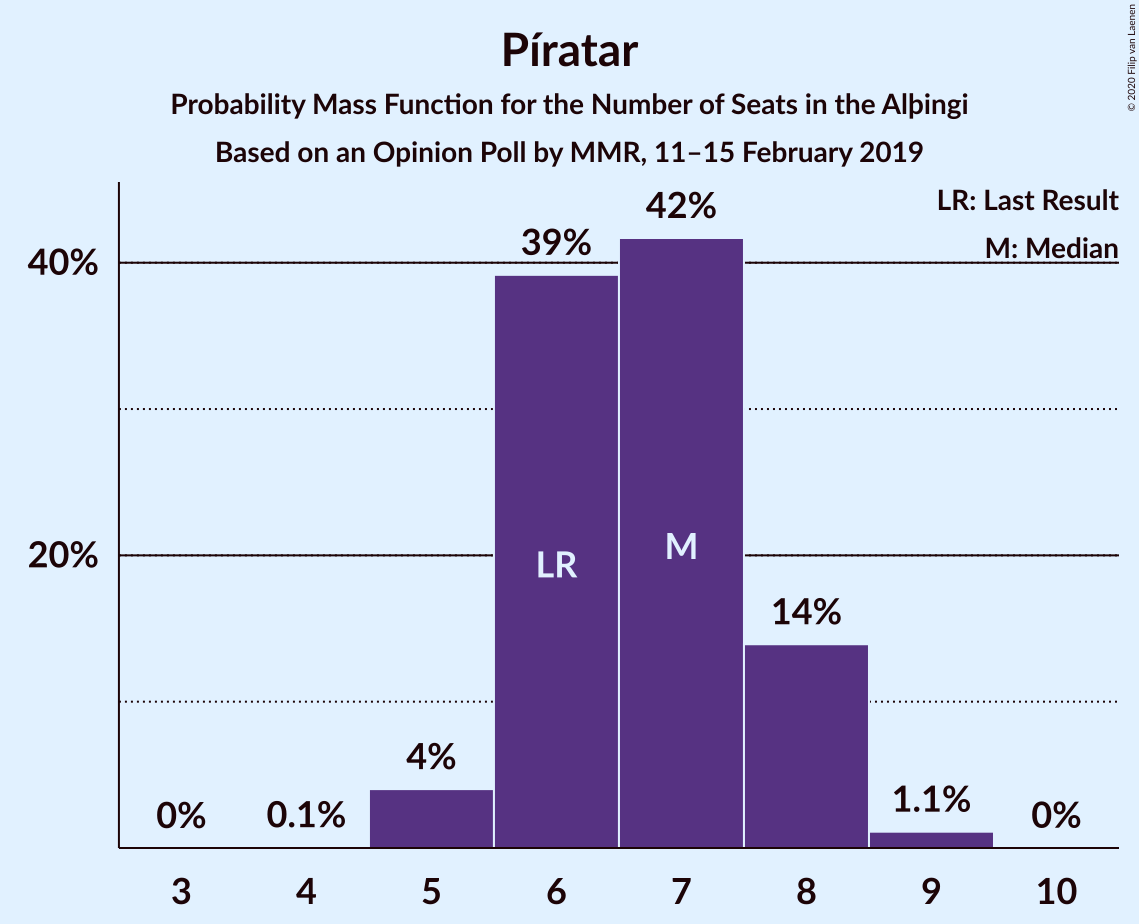 Píratar
Probability Mass Function for the Number of Seats in the Alþingi
Based on an Opinion Poll by MMR, 11–15 February 2019
© 2020 Filip van Laenen
LR: Last Result
M: Median
40%
20%
0%
0.1%
4%
39%
42%
14%
1.1%
0%
LR
M
3 4 5 6 7 8 9 10